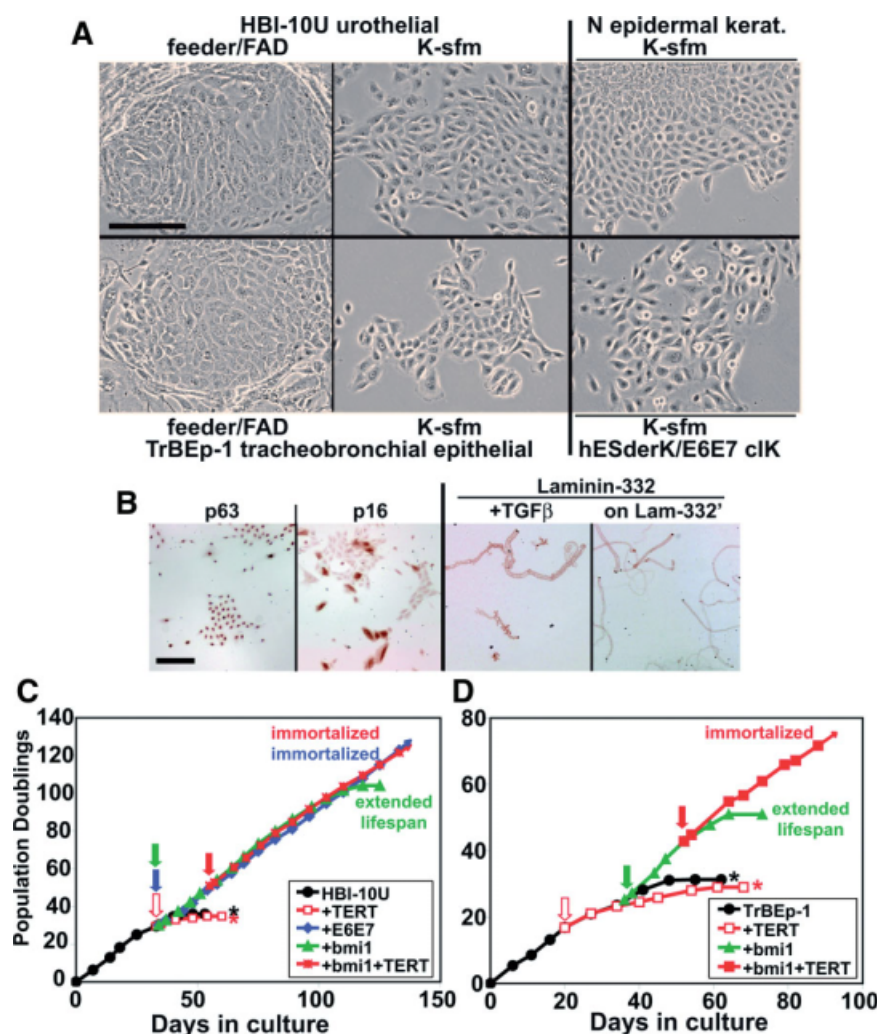 A
HBI-10U urothelial
N epidermal kerat.
feeder/FAD
K-sfm
K-sfm
feeder/FAD
K-sfm
K-sfm
TrBEp-1 tracheobronchial epithelial
hESderK/E6E7 clK
B
Laminin-332
p63
p16
+TGFβ
on Lam-332'
C
Population Doublings
140
120
100
80
60
40
20
0
immortalized
immortalized
extended
lifespan
HBI-10U
+TERT
+E6E7
+bmi1
+bmi1+TERT
*
*
0
50
100
150
Days in culture
D
80
60
40
20
0
immortalized
extended
lifespan
*
*
TrBEp-1
+TERT
+bmi1
+bmi1+TERT
0
20
40
60
80
100
Days in culture